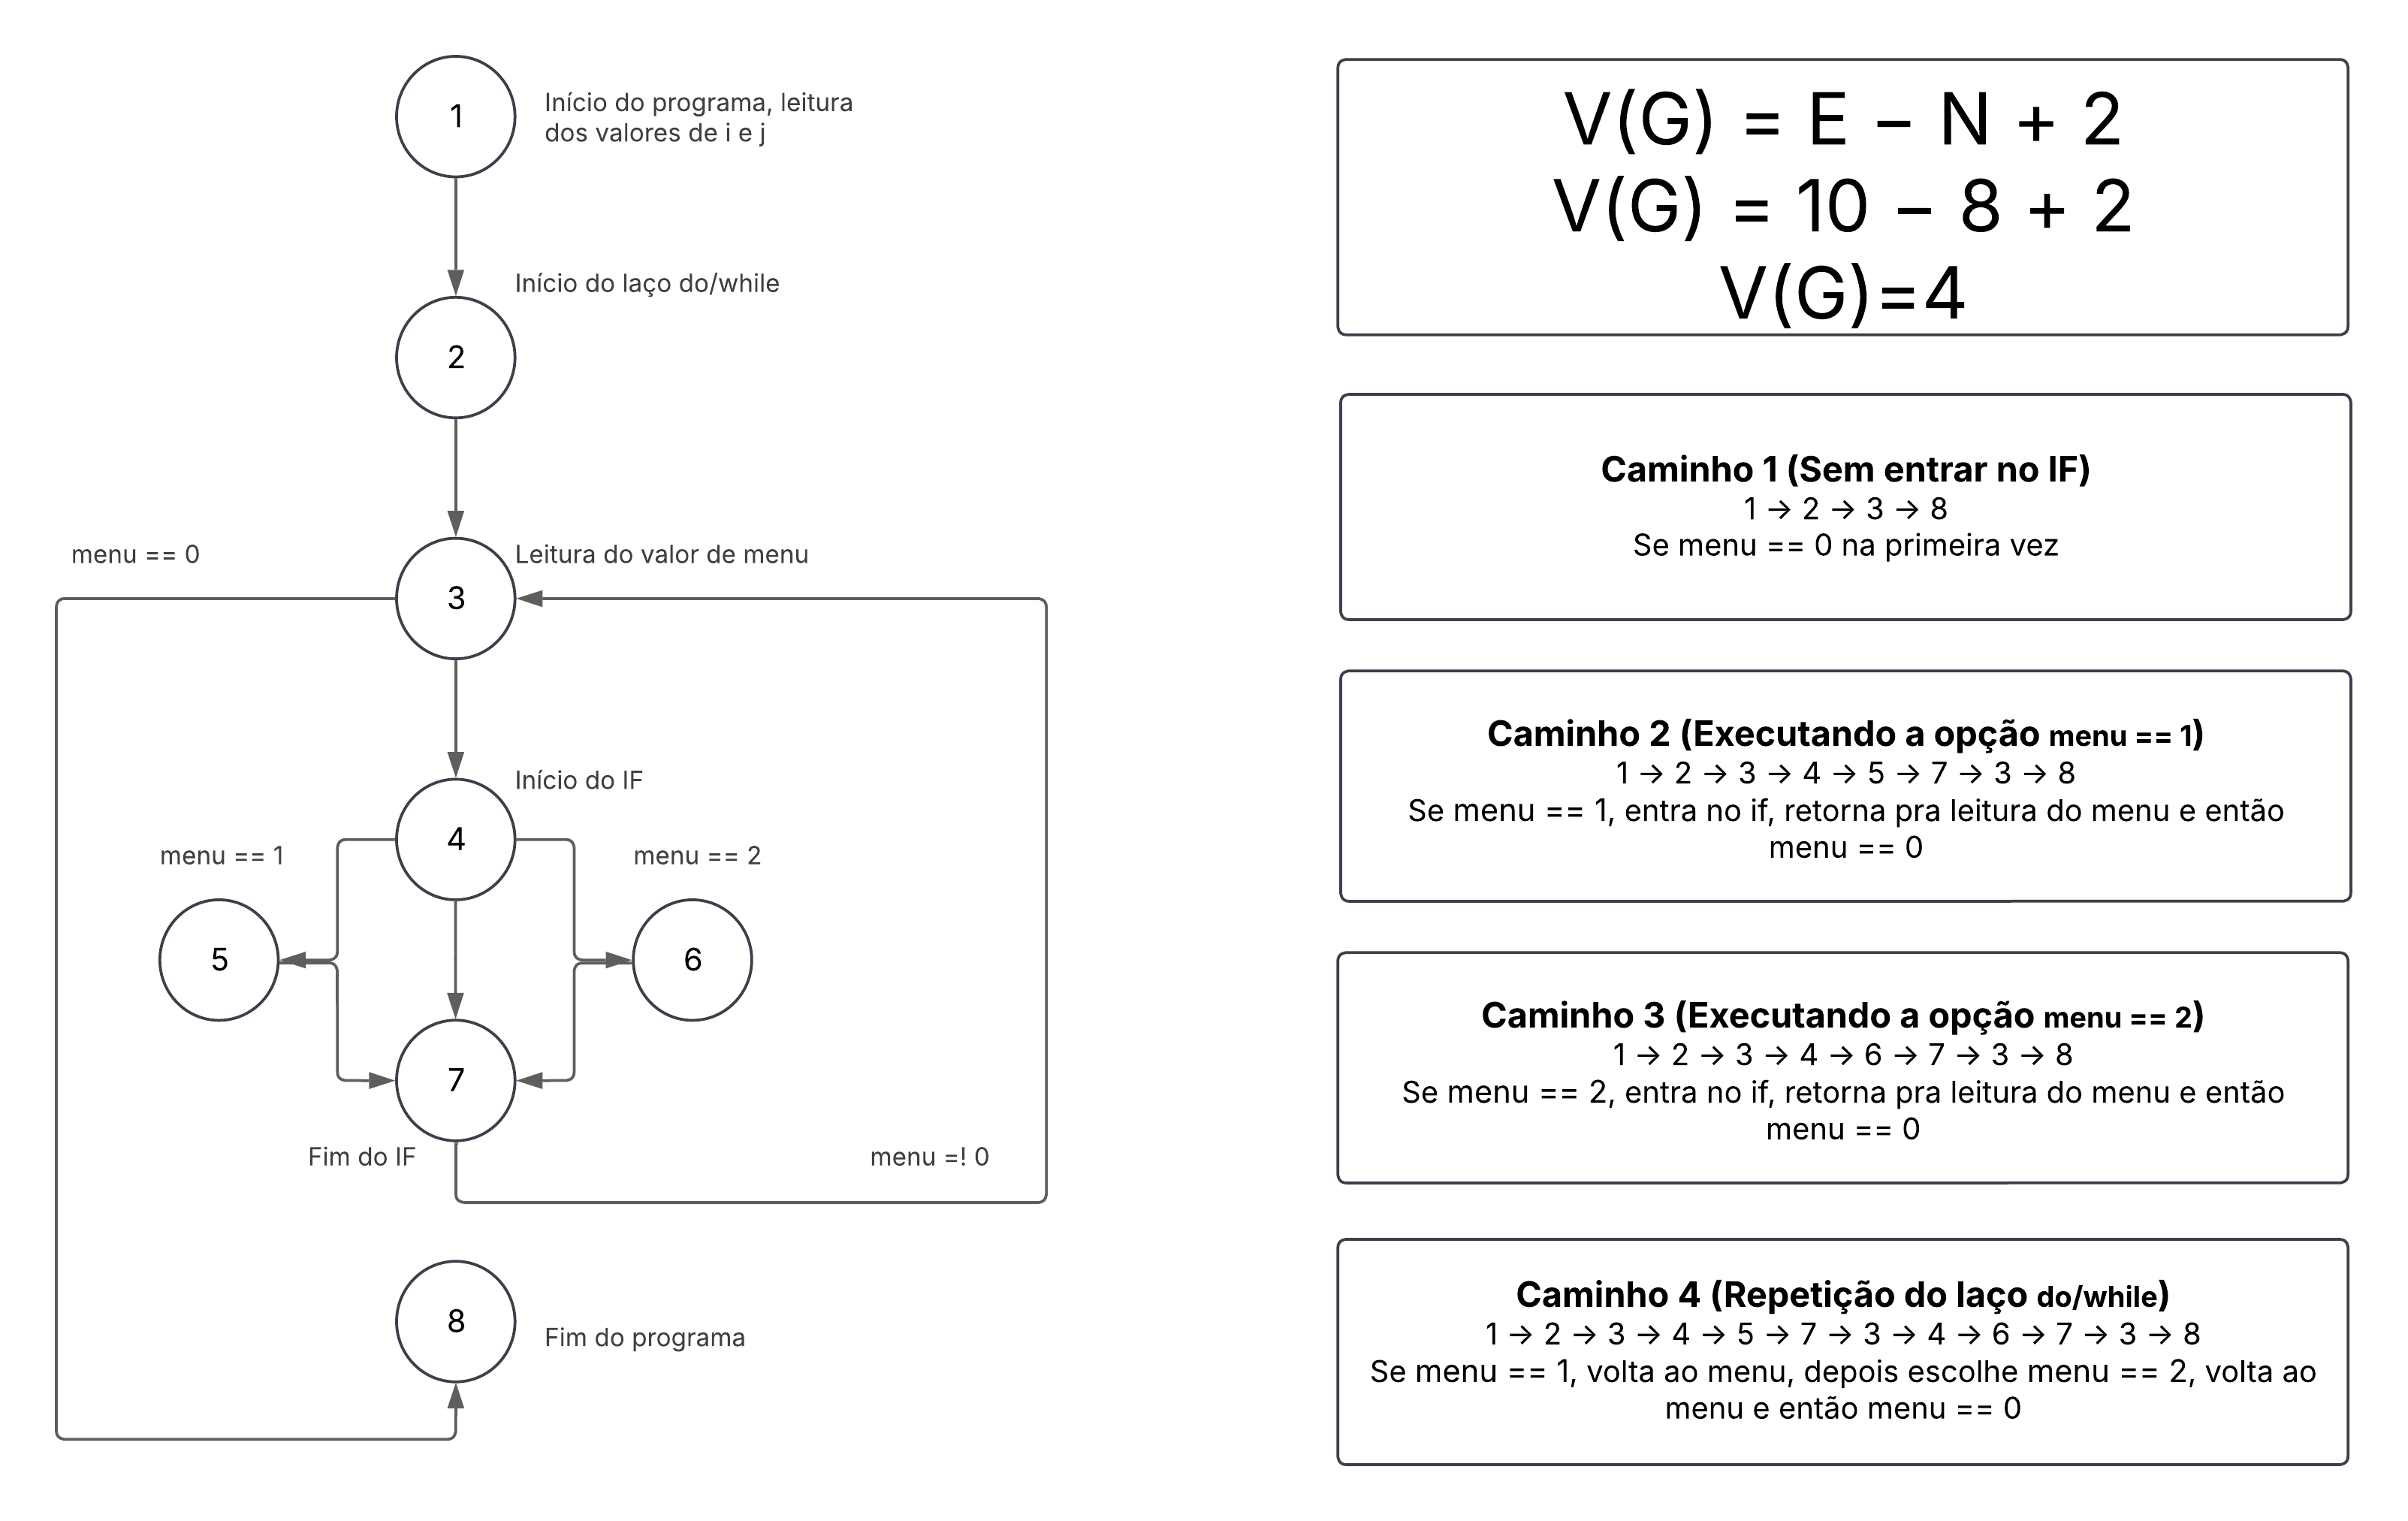 1
Início do programa, leitura
dos valores de i e j
Início do laço do/while
2
menu == 0
Leitura do valor de menu
3
Início do IF
4
menu == 1
menu == 2
5
6
7
Fim do IF
menu =! 0
8
Fim do programa
V(G) = E − N + 2
V(G) = 10 − 8 + 2
V(G)=4
Caminho 1 (Sem entrar no IF)
1 → 2 → 3 → 8
Se menu == 0 na primeira vez
Caminho 2 (Executando a opção menu == 1)
1 → 2 → 3 → 4 → 5 → 7 → 3 → 8
Se menu == 1, entra no if, retorna pra leitura do menu e então
menu == 0
Caminho 3 (Executando a opção menu == 2)
1 → 2 → 3 → 4 → 6 → 7 → 3 → 8
Se menu == 2, entra no if, retorna pra leitura do menu e então
menu == 0
Caminho 4 (Repetição do laço do/while)
1 → 2 → 3 → 4 → 5 → 7 → 3 → 4 → 6 → 7 → 3 → 8
Se menu == 1, volta ao menu, depois escolhe menu == 2, volta ao
menu e então menu == 0